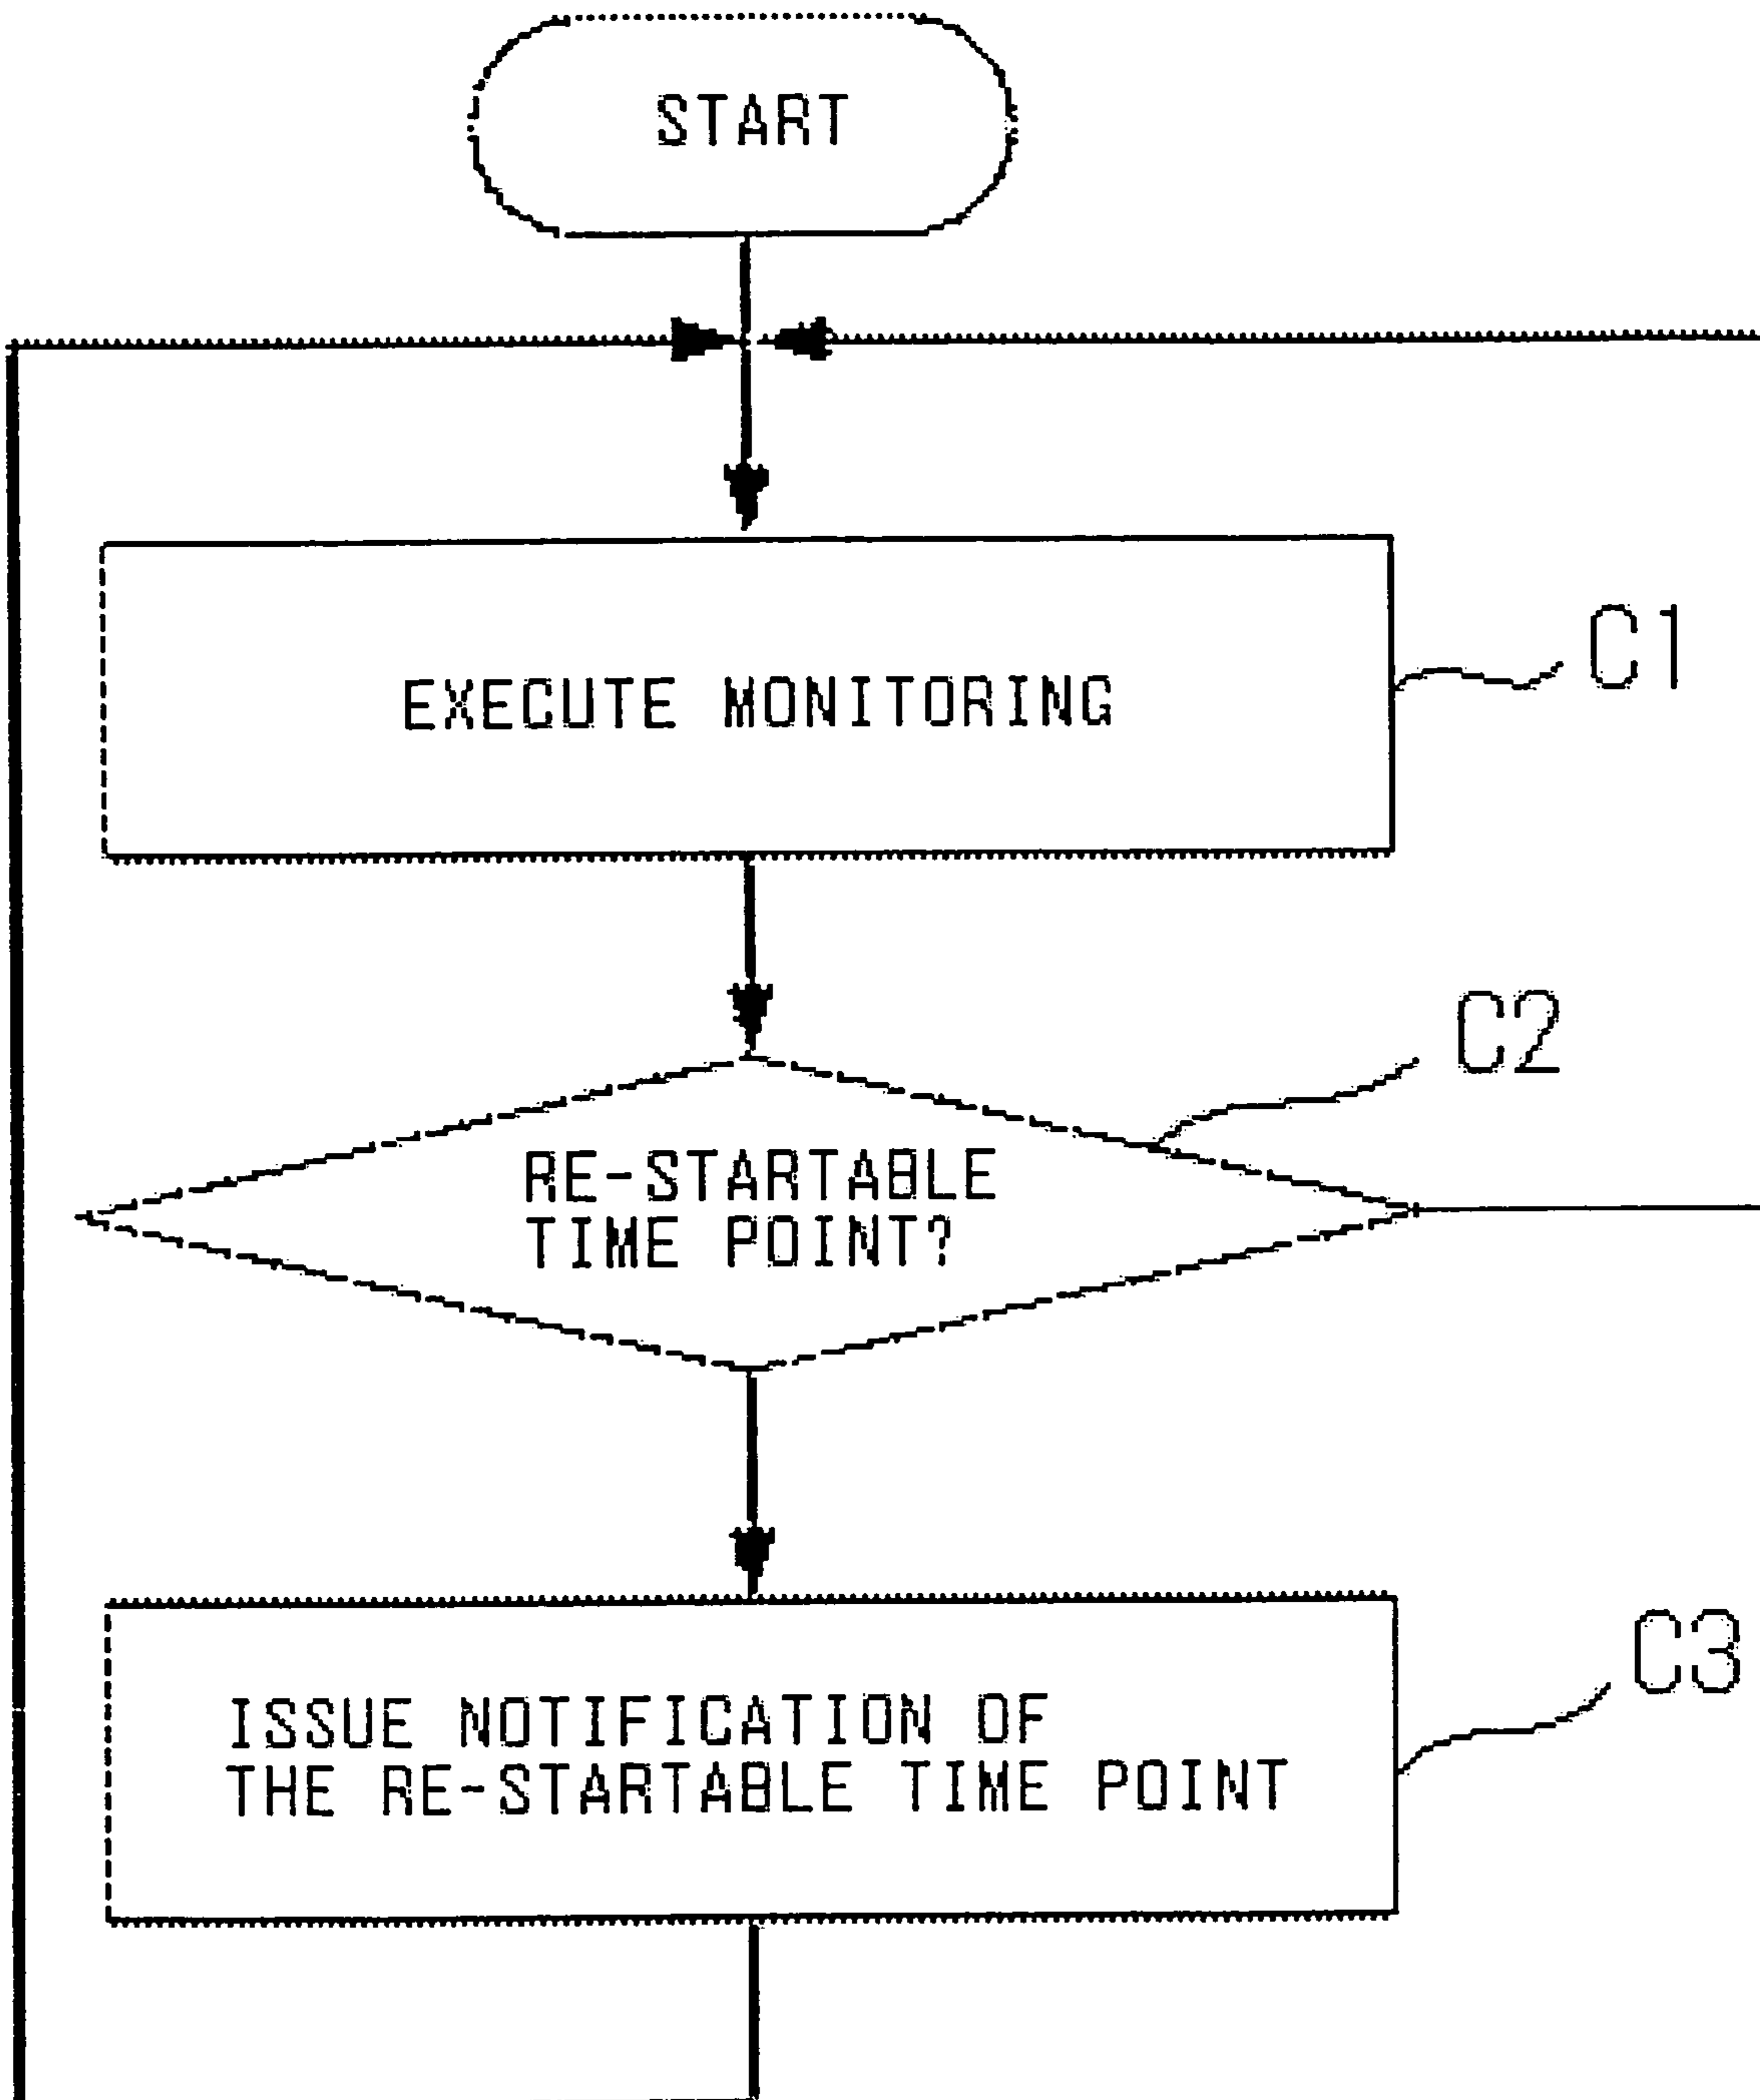 START
EXECUTE MONITORING
C1
C2
RE-STARTABLE
TIME POINT?
C3
ISSUE NOTIFICATION OF
THE RE-STARTABLE TIME POINT